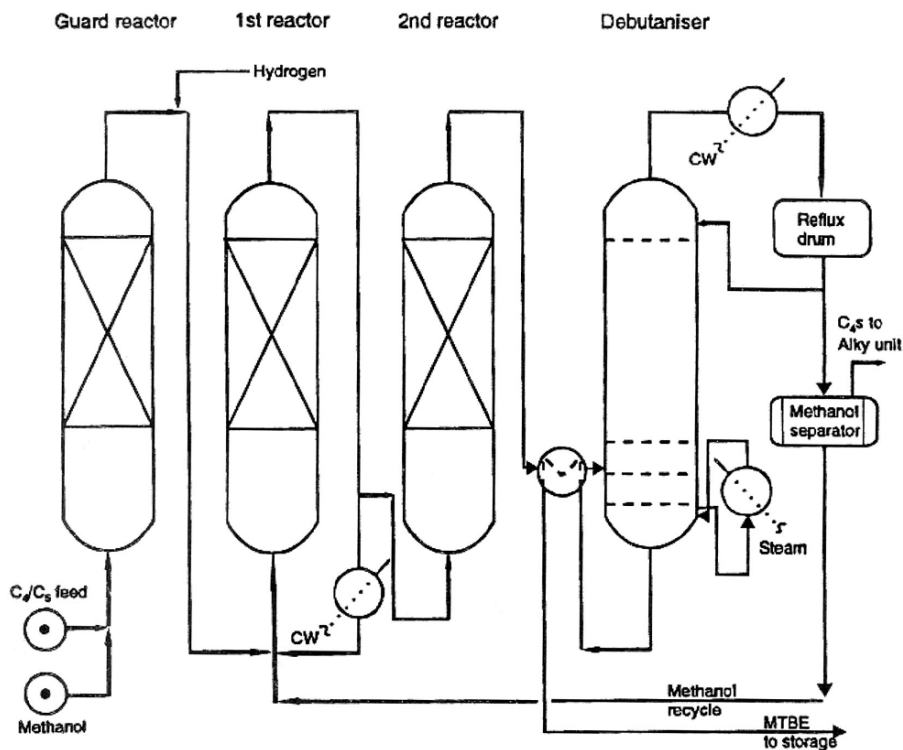 Guard reactor
1st reactor
2nd reactor
Debutaniser
Hydrogen
CW
Reflux
drum
C₄s to
Alky unit
Methanol
separator
Steam
C₄/C₅ feed
CW
Methanol
Methanol
recycle
MTBE
to storage